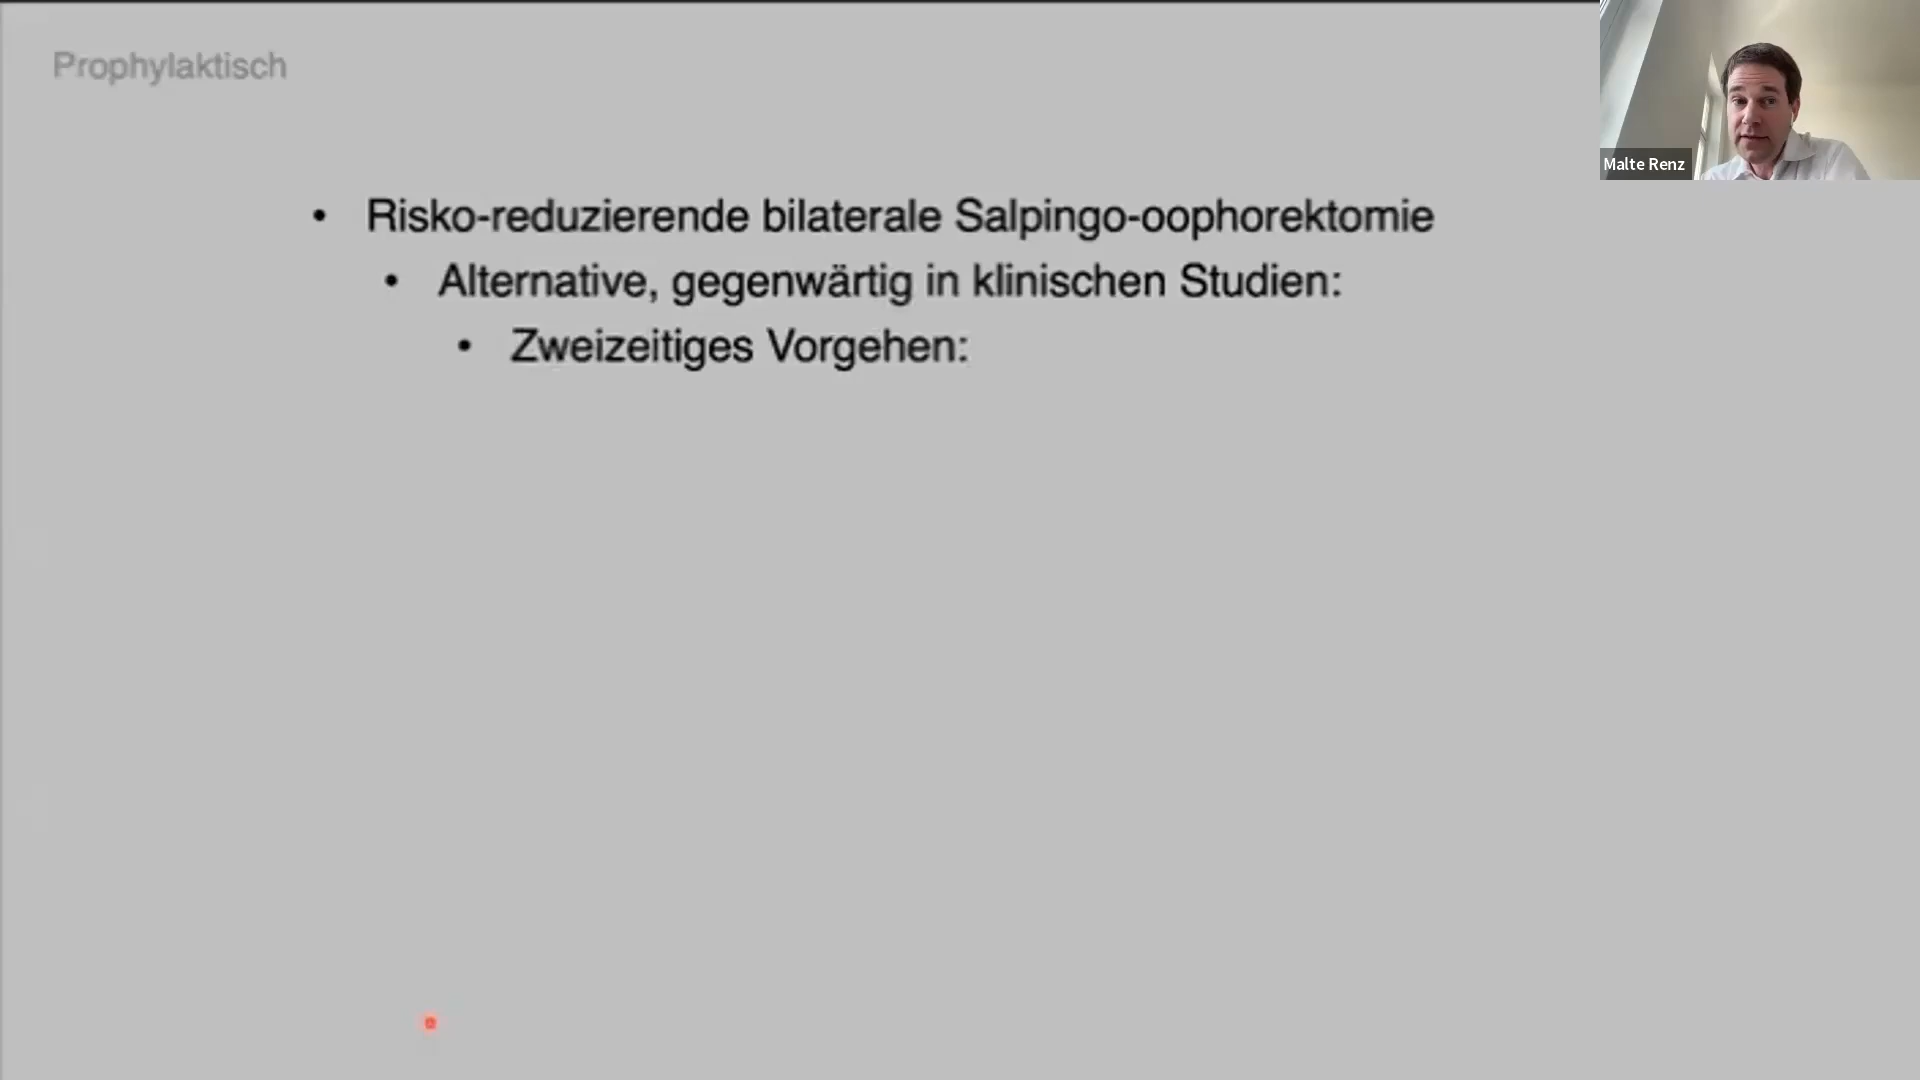 Prophylaktisch
Malte Renz
• Risko-reduzierende bilaterale Salpingo-oophorektomie
• Alternative, gegenwärtig in klinischen Studien:
• Zweizeitiges Vorgehen: